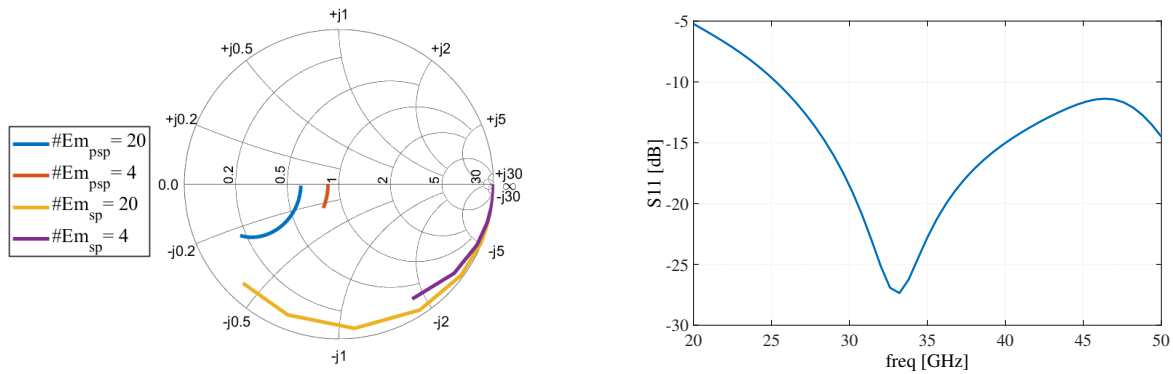 #Em_psp = 20
#Em_psp = 4
#Em_sp = 20
#Em_sp = 4
+j1
+j0.5
+j2
+j0.2
+j5
0.0
0.2
0.5
1
2
5
30
+j30
∞
-j30
-j0.2
-j5
-j0.5
-j2
-j1
S11 [dB]
-5
-10
-15
-20
-25
-30
20 25 30 35 40 45 50
freq [GHz]